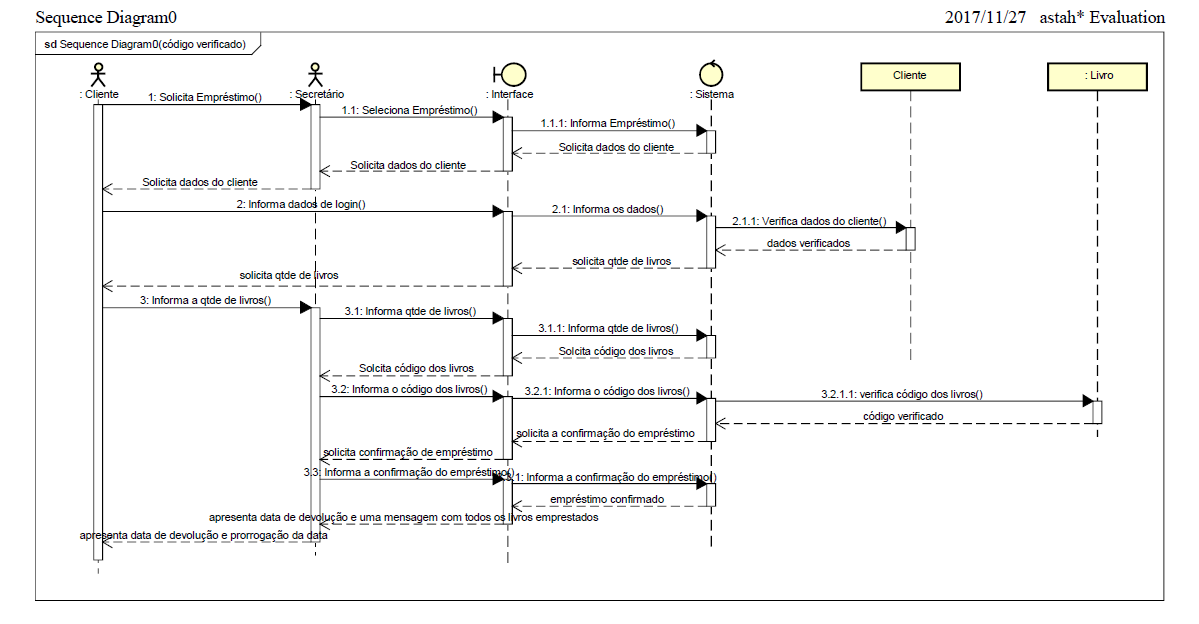 Sequence Diagram0
2017/11/27 astah* Evaluation
sd Sequence Diagram0(código verificado)
: Cliente
: Secretário
: Interface
: Sistema
Cliente
: Livro
1: Solicita Empréstimo()
1.1: Seleciona Empréstimo()
1.1.1: Informa Empréstimo()
Solicita dados do cliente
Solicita dados do cliente
Solicita dados do cliente
2: Informa dados de login()
2.1: Informa os dados()
2.1.1: Verifica dados do cliente()
dados verificados
solicita qtde de livros
solicita qtde de livros
3: Informa a qtde de livros()
3.1: Informa qtde de livros()
3.1.1: Informa qtde de livros()
Solcita código dos livros
Solcita código dos livros
3.2: Informa o código dos livros()
3.2.1: Informa o código dos livros()
3.2.1.1: verifica código dos livros()
código verificado
solicita a confirmação do empréstimo
solicita confirmação de empréstimo
3.3: Informa a confirmação do empréstimo()
3.1: Informa a confirmação do empréstimo()
empréstimo confirmado
apresenta data de devolução e uma mensagem com todos os livros emprestados
apresenta data de devolução e prorrogação da data